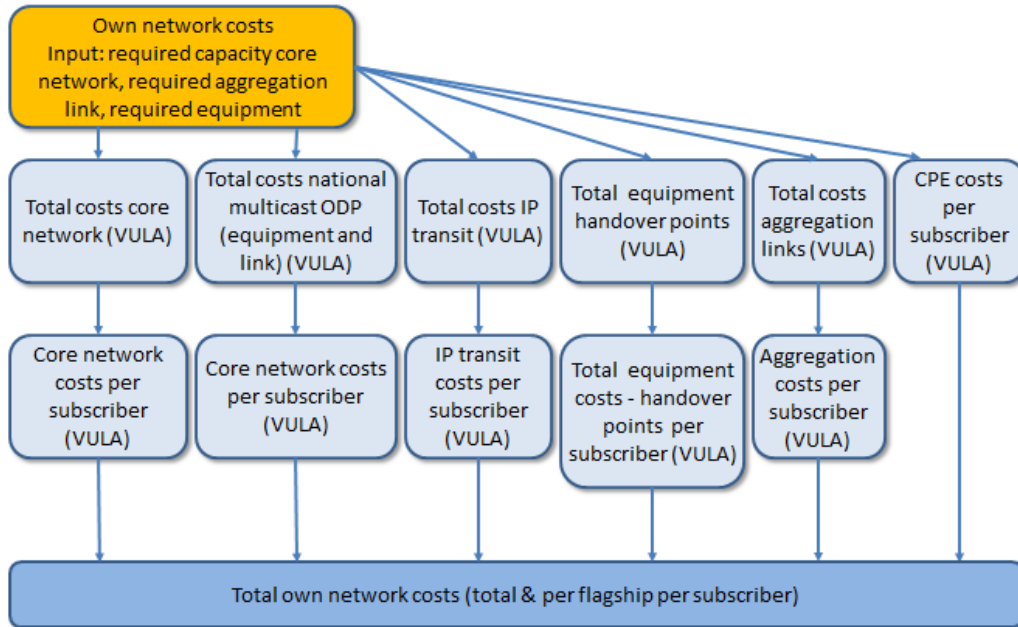 Own network costs
Input: required capacity core
network, required aggregation
link, required equipment
Total costs core
network (VULA)
Total costs national
multicast ODP
(equipment and
link) (VULA)
Total costs IP
transit (VULA)
Total equipment
handover points
(VULA)
Total costs
aggregation
links (VULA)
CPE costs
per
subscriber
(VULA)
Core network
costs per
subscriber
(VULA)
Core network costs
per subscriber
(VULA)
IP transit
costs per
subscriber
(VULA)
Total equipment
costs - handover
points per
subscriber (VULA)
Aggregation
costs per
subscriber
(VULA)
Total own network costs (total & per flagship per subscriber)